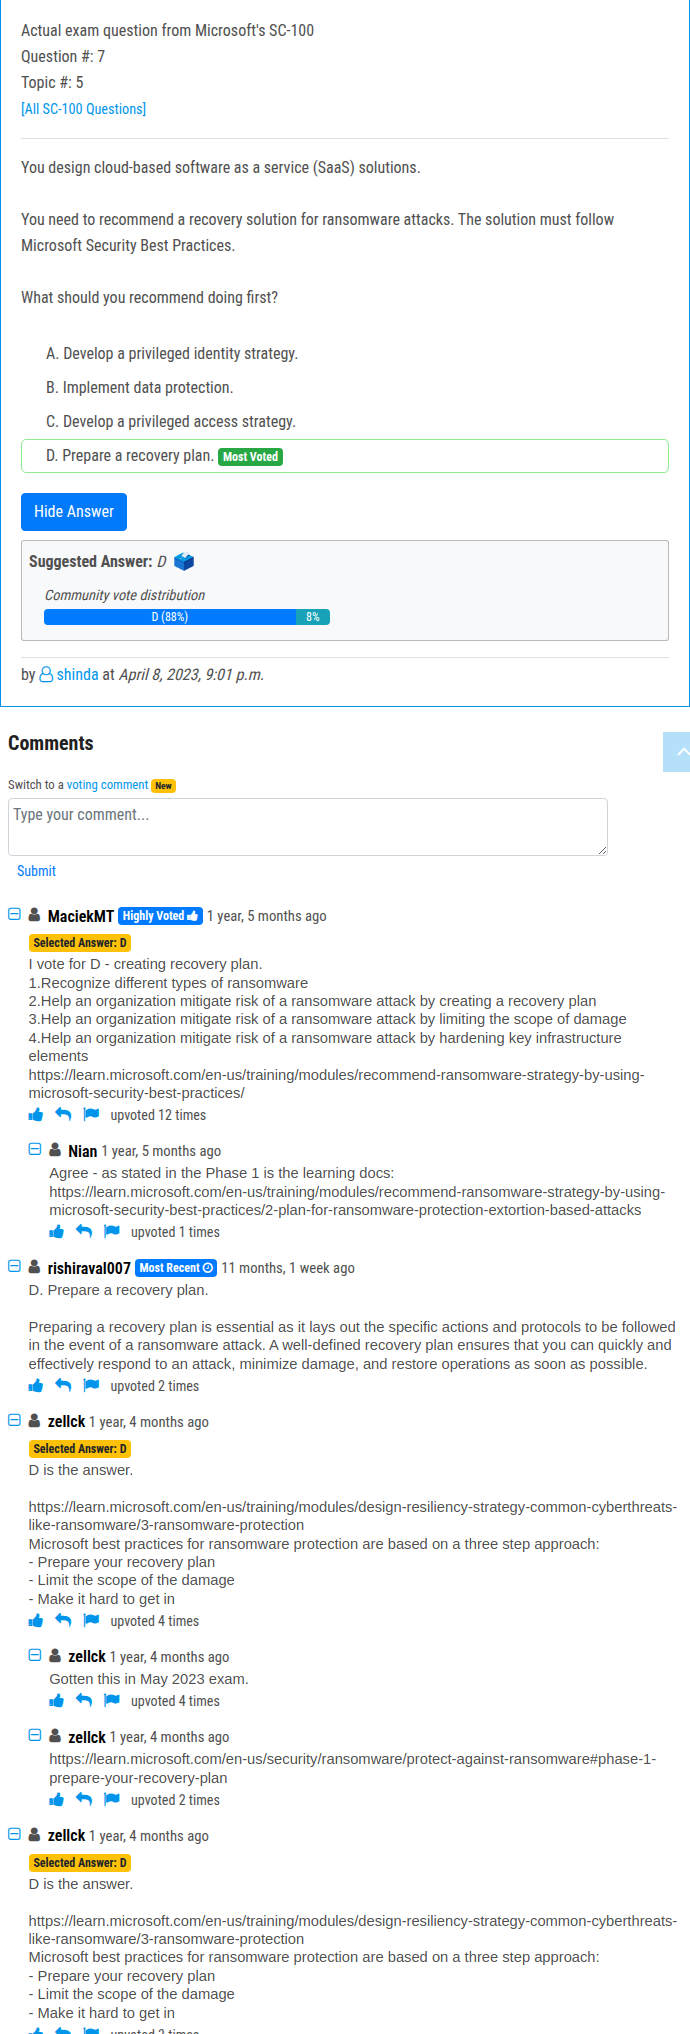 Actual exam question from Microsoft's SC-100
Question #: 7
Topic #: 5
[All SC-100 Questions]
You design cloud-based software as a service (SaaS) solutions.
You need to recommend a recovery solution for ransomware attacks. The solution must follow
Microsoft Security Best Practices.
What should you recommend doing first?
A. Develop a privileged identity strategy.
B. Implement data protection.
C. Develop a privileged access strategy.
D. Prepare a recovery plan. Most Voted
Hide Answer
Suggested Answer: D
Community vote distribution
D (88%) 8%
by shinda at April 8, 2023, 9:01 p.m.
Comments
Switch to a voting comment New
Type your comment...
Submit
MaciekMT Highly Voted 1 year, 5 months ago
Selected Answer: D
I vote for D - creating recovery plan.
1.Recognize different types of ransomware
2.Help an organization mitigate risk of a ransomware attack by creating a recovery plan
3.Help an organization mitigate risk of a ransomware attack by limiting the scope of damage
4.Help an organization mitigate risk of a ransomware attack by hardening key infrastructure
elements
https://learn.microsoft.com/en-us/training/modules/recommend-ransomware-strategy-by-using-
microsoft-security-best-practices/
upvoted 12 times
Nian 1 year, 5 months ago
Agree - as stated in the Phase 1 is the learning docs:
https://learn.microsoft.com/en-us/training/modules/recommend-ransomware-strategy-by-using-
microsoft-security-best-practices/2-plan-for-ransomware-protection-extortion-based-attacks
upvoted 1 times
rishiraval007 Most Recent 11 months, 1 week ago
D. Prepare a recovery plan.
Preparing a recovery plan is essential as it lays out the specific actions and protocols to be followed
in the event of a ransomware attack. A well-defined recovery plan ensures that you can quickly and
effectively respond to an attack, minimize damage, and restore operations as soon as possible.
upvoted 2 times
zellck 1 year, 4 months ago
Selected Answer: D
D is the answer.
https://learn.microsoft.com/en-us/training/modules/design-resiliency-strategy-common-cyberthreats-
like-ransomware/3-ransomware-protection
Microsoft best practices for ransomware protection are based on a three step approach:
- Prepare your recovery plan
- Limit the scope of the damage
- Make it hard to get in
upvoted 4 times
zellck 1 year, 4 months ago
Gotten this in May 2023 exam.
upvoted 4 times
zellck 1 year, 4 months ago
https://learn.microsoft.com/en-us/security/ransomware/protect-against-ransomware#phase-1-
prepare-your-recovery-plan
upvoted 2 times
zellck 1 year, 4 months ago
Selected Answer: D
D is the answer.
https://learn.microsoft.com/en-us/training/modules/design-resiliency-strategy-common-cyberthreats-
like-ransomware/3-ransomware-protection
Microsoft best practices for ransomware protection are based on a three step approach:
- Prepare your recovery plan
- Limit the scope of the damage
- Make it hard to get in